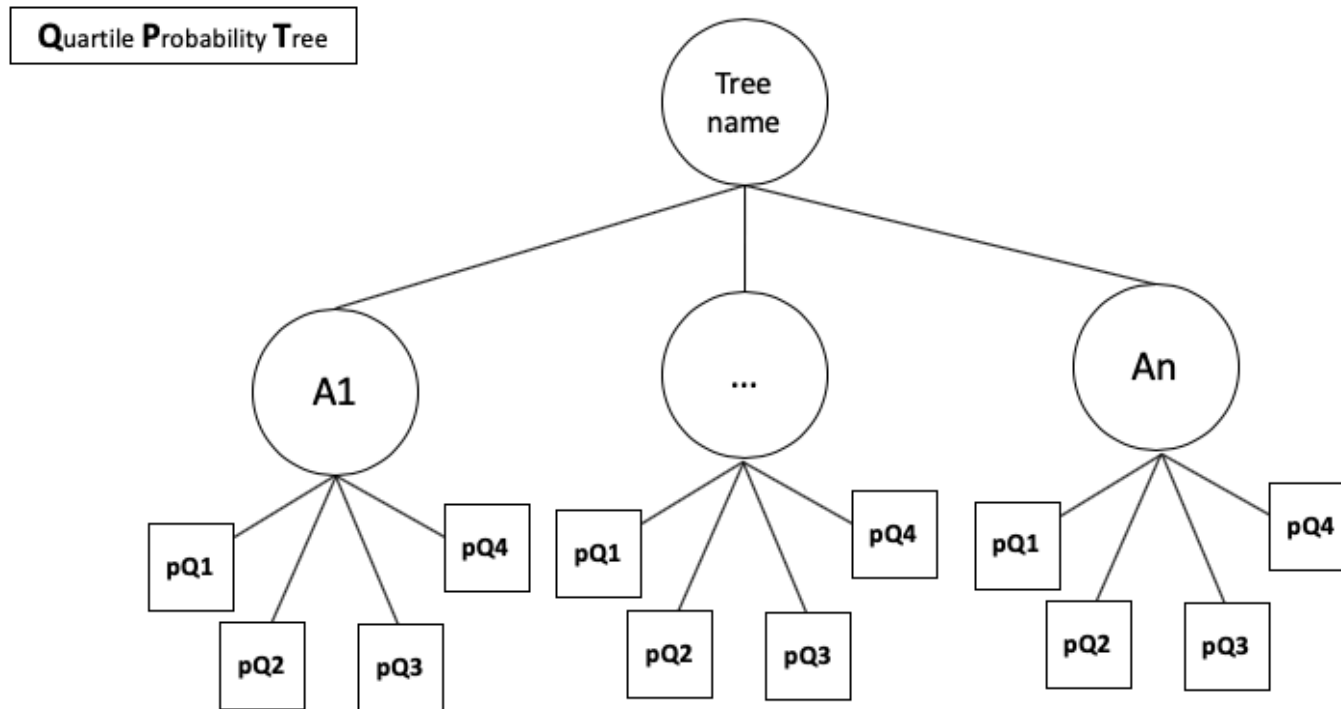 Quartile Probability Tree
Tree
name
A1
...
An
pQ1
pQ2
pQ3
pQ4
pQ1
pQ2
pQ3
pQ4
pQ1
pQ2
pQ3
pQ4